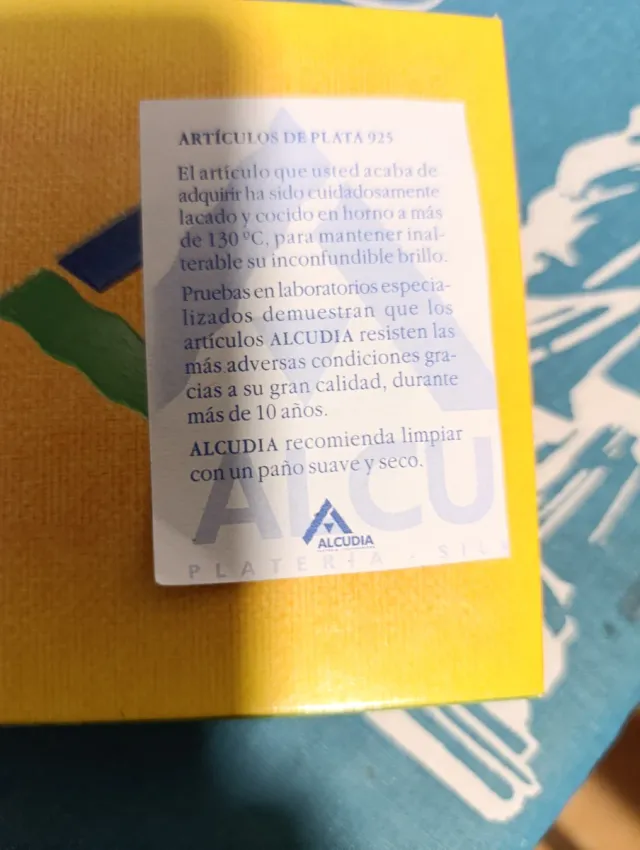 ARTÍCULOS DE PLATA 925
El artículo que usted acaba de
adquirir ha sido cuidadosamente
lacado y cocido en horno a más
de 130 ºC, para mantener inal-
terable su inconfundible brillo.
Pruebas en laboratorios especia-
lizados demuestran que los
artículos ALCUDIA resisten las
más adversas condiciones gra-
cias a su gran calidad, durante
más de 10 años.
ALCUDIA recomienda limpiar
con un paño suave y seco.
ALCU
ALCUDIA
PLATERÍA · SIL